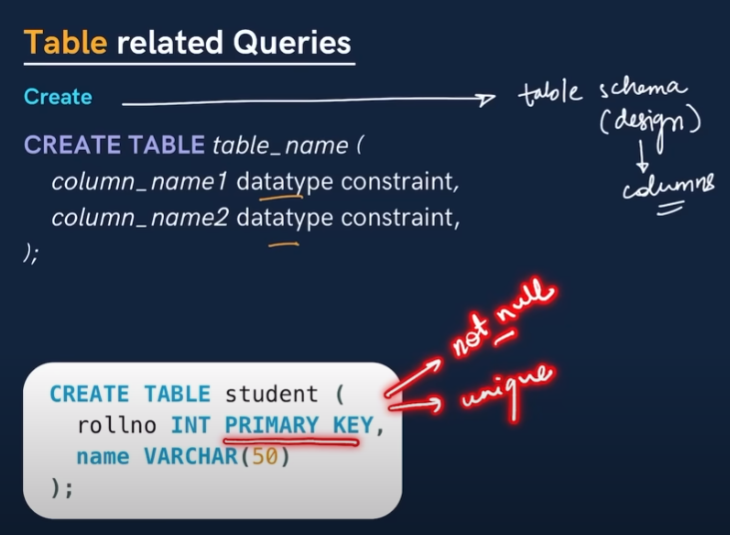 Table related Queries
Create
table schema
(design)
columns
CREATE TABLE table_name (
column_name1 datatype constraint,
column_name2 datatype constraint,
);
not null
unique
CREATE TABLE student (
rollno INT PRIMARY KEY,
name VARCHAR(50)
);